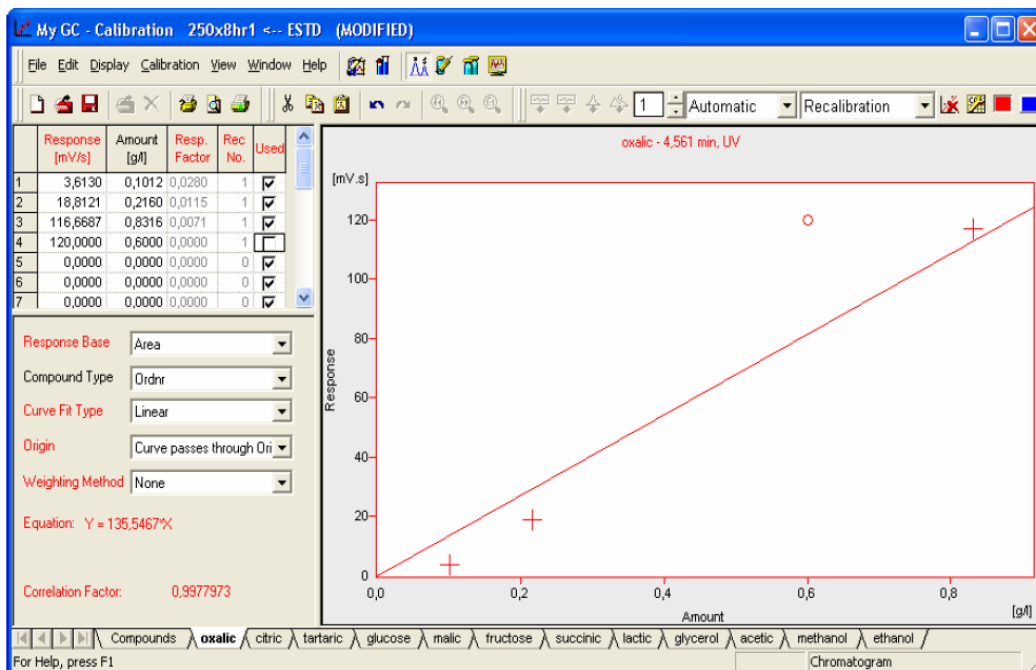 My GC - Calibration 250x8hr1 <-- ESTD (MODIFIED)
File Edit Display Calibration View Window Help
1 Automatic Recalibration
Response [mV/s] Amount [g/l] Resp. Factor Rec No. Used
1 3,6130 0,1012 0,0280 1
2 18,8121 0,2160 0,0115 1
3 116,6687 0,8316 0,0071 1
4 120,0000 0,6000 0,0000 1
5 0,0000 0,0000 0,0000 0
6 0,0000 0,0000 0,0000 0
7 0,0000 0,0000 0,0000 0
Response Base Area
Compound Type Ordnr
Curve Fit Type Linear
Origin Curve passes through Ori
Weighting Method None
Equation: Y = 135,5467*X
Correlation Factor: 0,9977973
oxalic - 4,561 min, UV
[mV.s]
120
100
80
60
40
20
0
Response
0,0 0,2 0,4 0,6 0,8
Amount
[g/l]
Compounds oxalic citric tartaric glucose malic fructose succinic lactic glycerol acetic methanol ethanol
For Help, press F1
Chromatogram